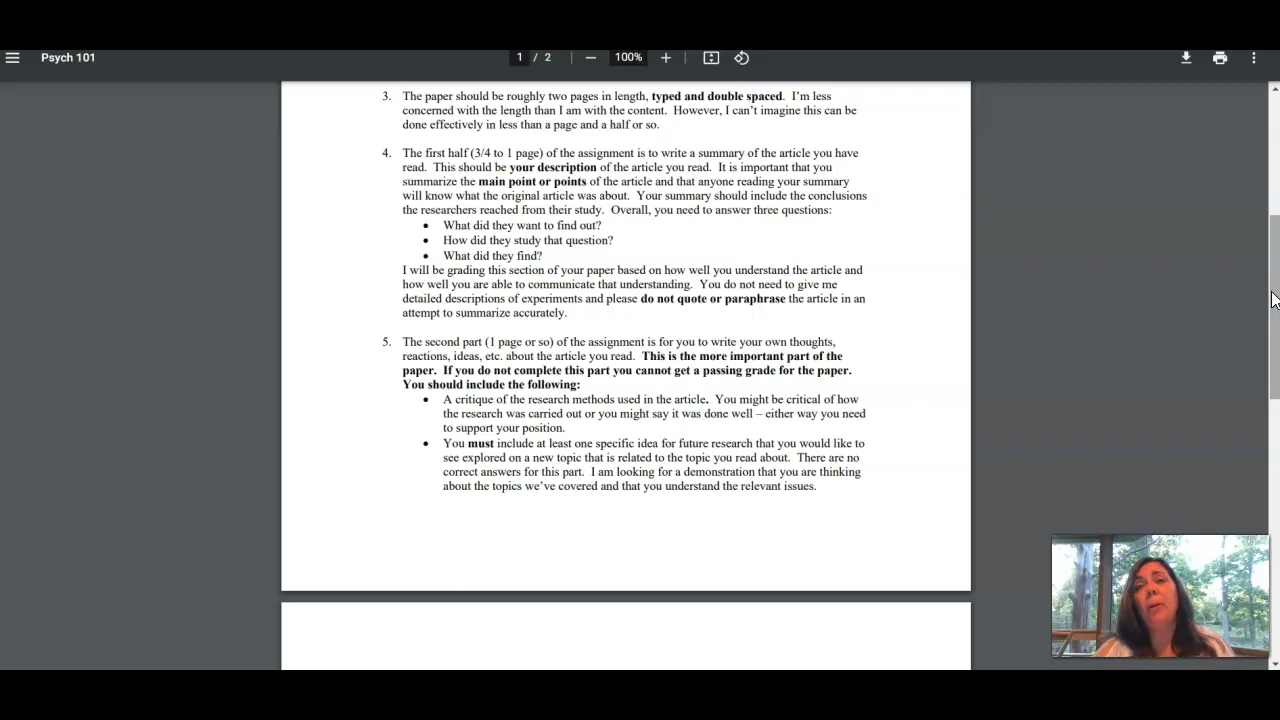 Psych 101
1 / 2
100%
3. The paper should be roughly two pages in length, typed and double spaced. I'm less
concerned with the length than I am with the content. However, I can't imagine this can be
done effectively in less than a page and a half or so.
4. The first half (3/4 to 1 page) of the assignment is to write a summary of the article you have
read. This should be your description of the article you read. It is important that you
summarize the main point or points of the article and that anyone reading your summary
will know what the original article was about. Your summary should include the conclusions
the researchers reached from their study. Overall, you need to answer three questions:
• What did they want to find out?
• How did they study that question?
• What did they find?
I will be grading this section of your paper based on how well you understand the article and
how well you are able to communicate that understanding. You do not need to give me
detailed descriptions of experiments and please do not quote or paraphrase the article in an
attempt to summarize accurately.
5. The second part (1 page or so) of the assignment is for you to write your own thoughts,
reactions, ideas, etc. about the article you read. This is the more important part of the
paper. If you do not complete this part you cannot get a passing grade for the paper.
You should include the following:
• A critique of the research methods used in the article. You might be critical of how
the research was carried out or you might say it was done well – either way you need
to support your position.
• You must include at least one specific idea for future research that you would like to
see explored on a new topic that is related to the topic you read about. There are no
correct answers for this part. I am looking for a demonstration that you are thinking
about the topics we've covered and that you understand the relevant issues.